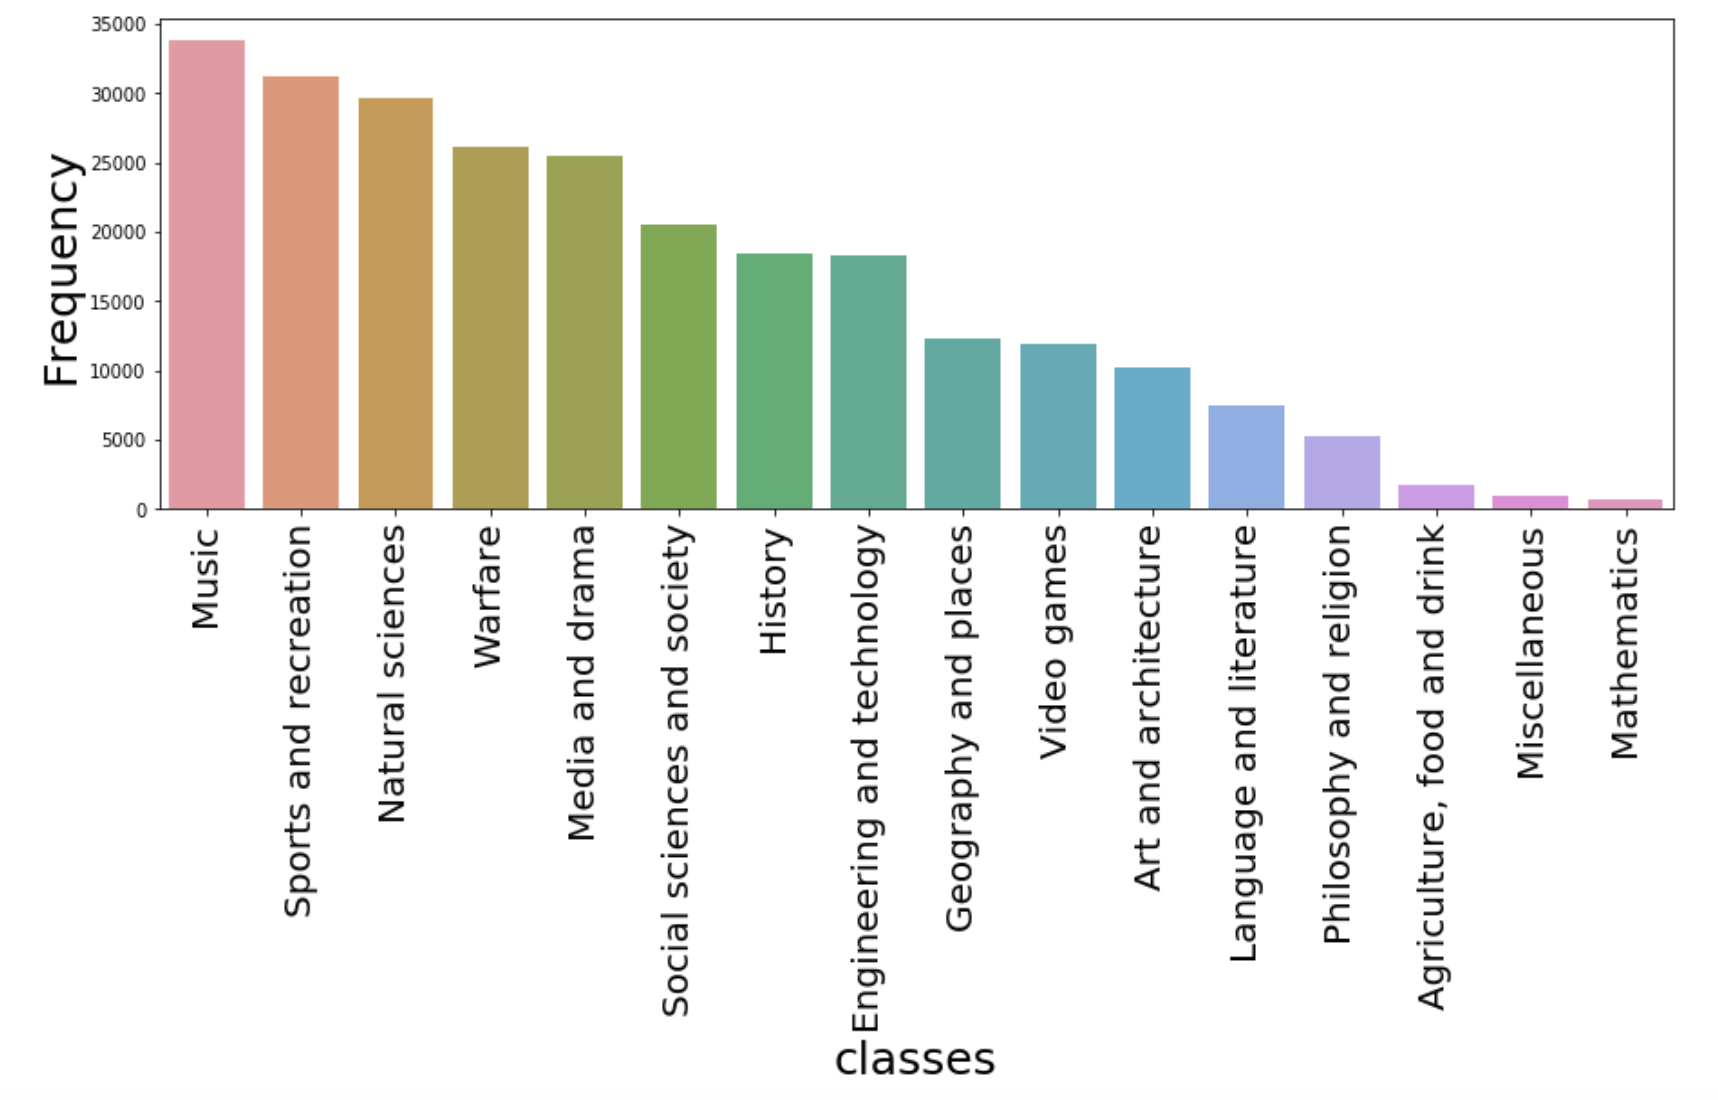 Frequency
35000
30000
25000
20000
15000
10000
5000
0
Music
Sports and recreation
Natural sciences
Warfare
Media and drama
Social sciences and society
History
Engineering and technology
Geography and places
Video games
Art and architecture
Language and literature
Philosophy and religion
Agriculture, food and drink
Miscellaneous
Mathematics
classes